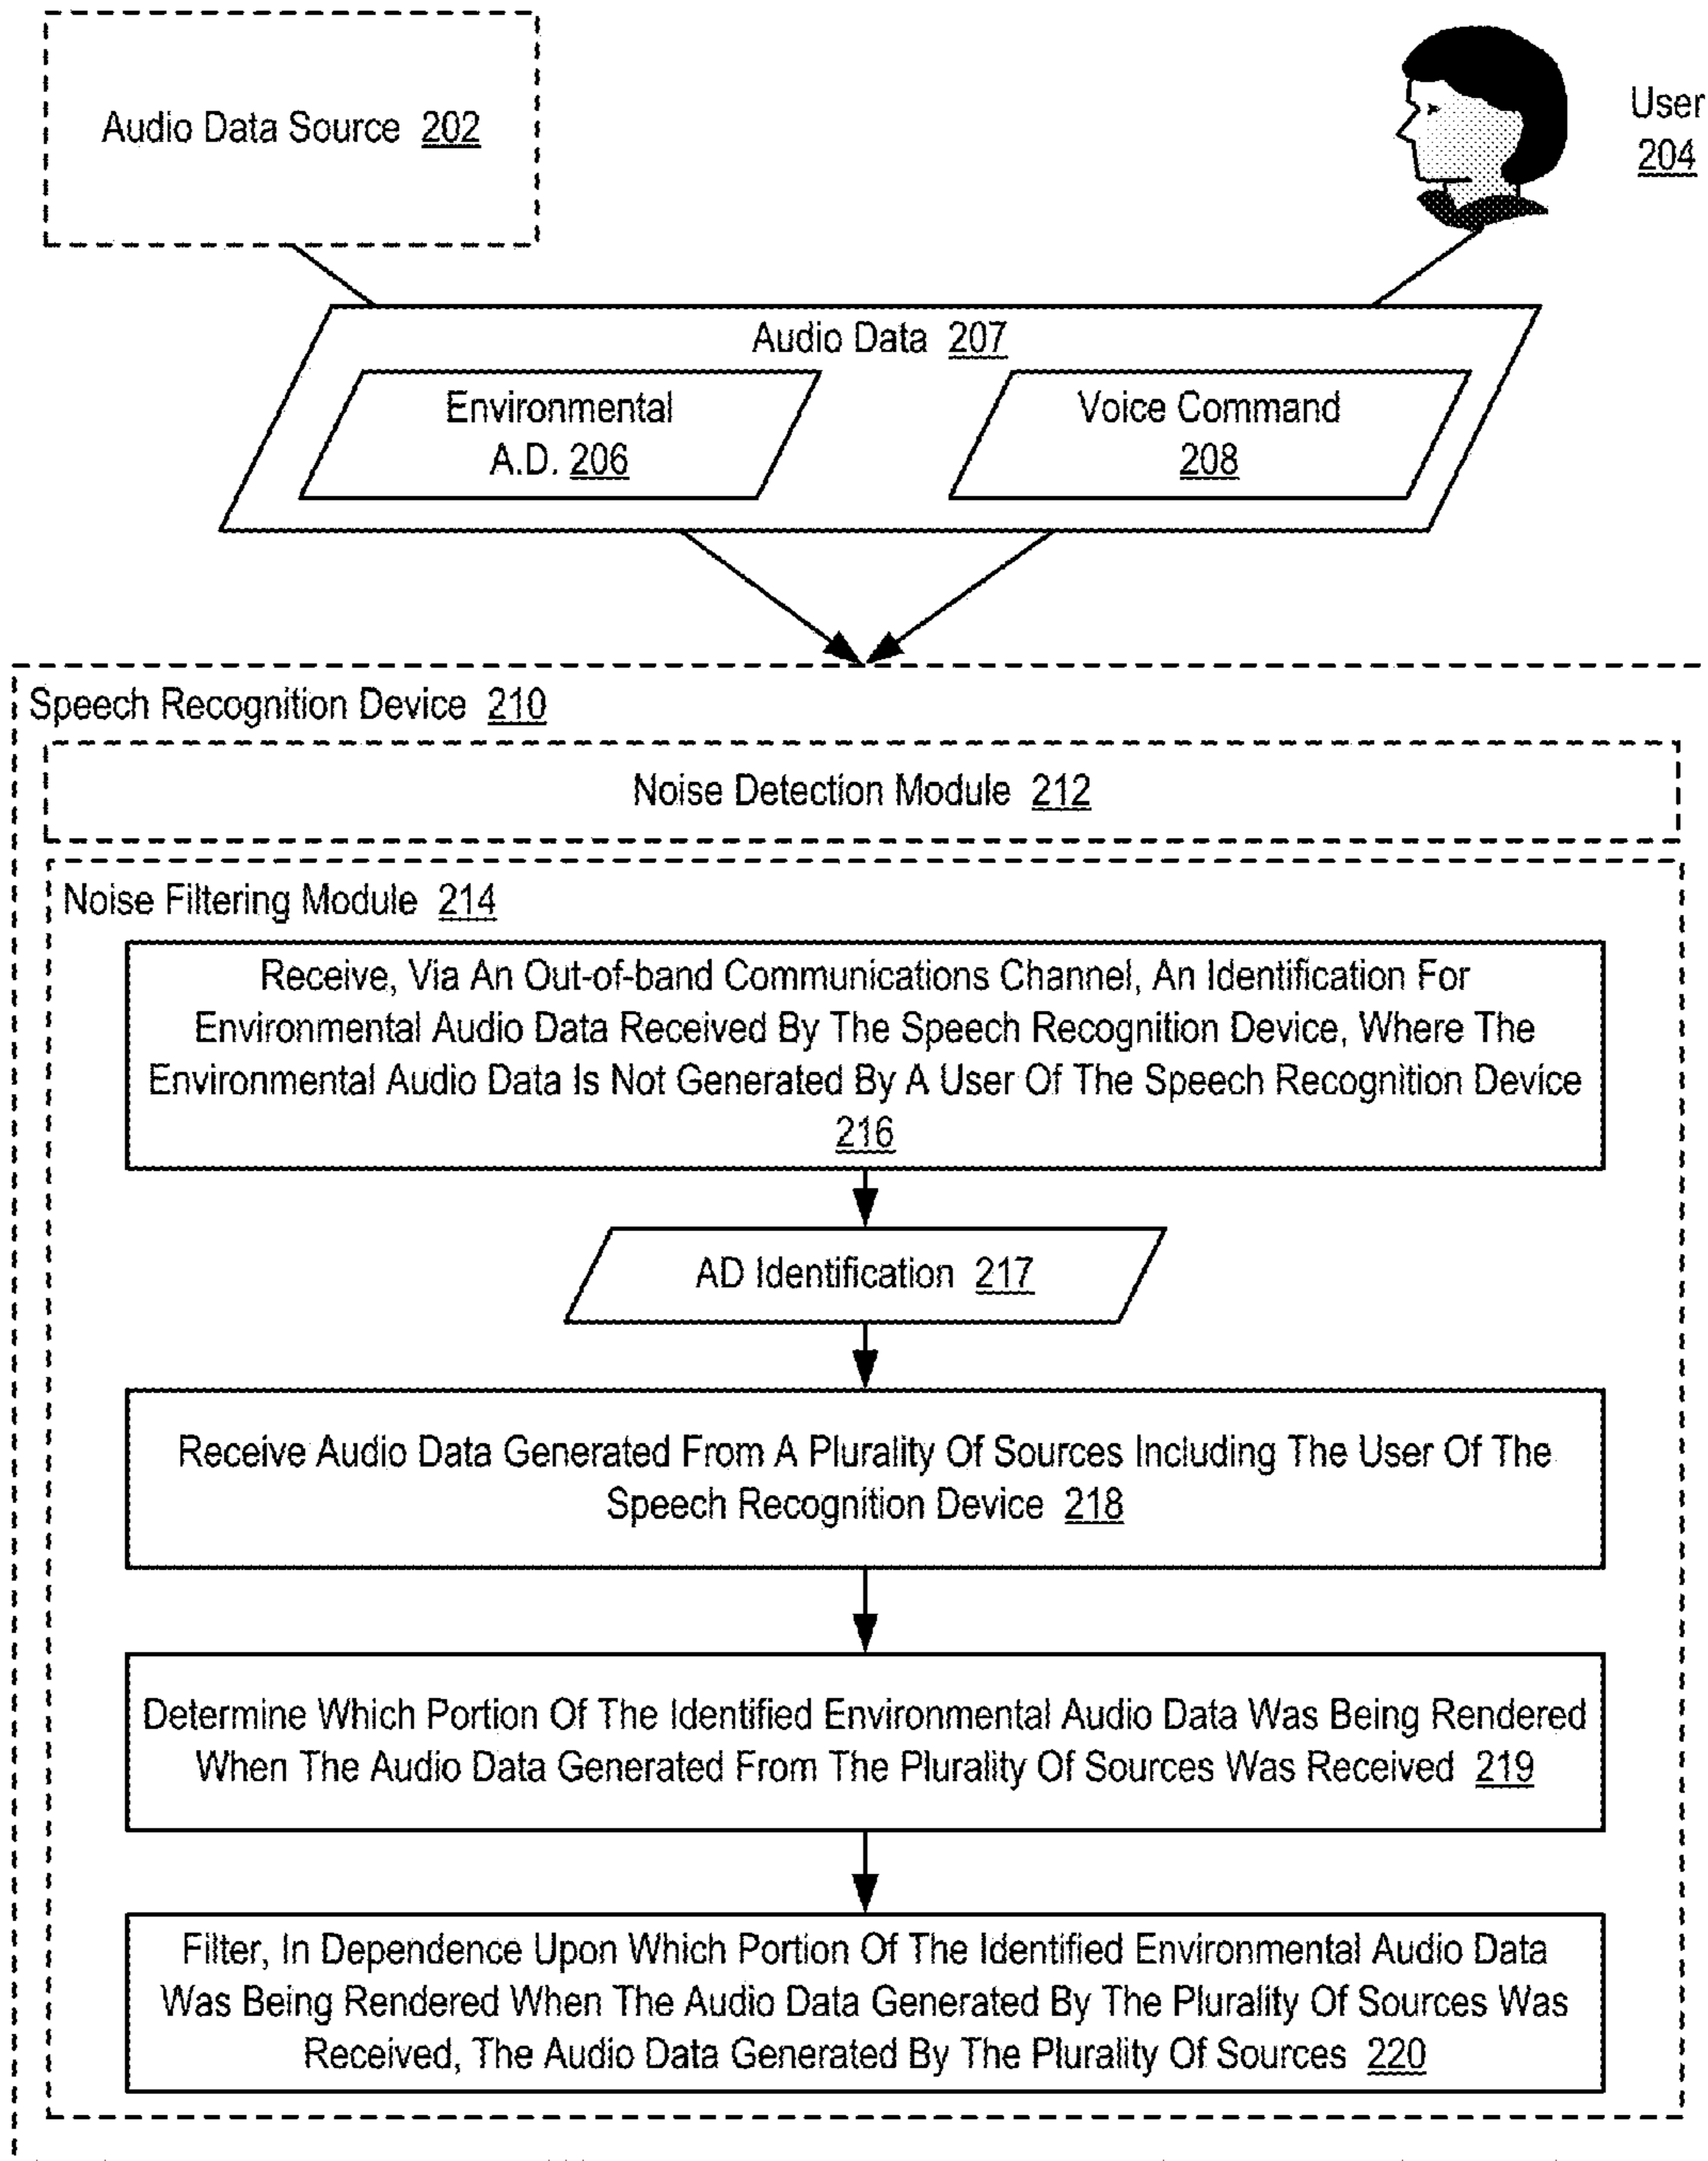 Audio Data Source 202
User
204
Audio Data 207
Environmental
A.D. 206
Voice Command
208
Speech Recognition Device 210
Noise Detection Module 212
Noise Filtering Module 214
Receive, Via An Out-of-band Communications Channel, An Identification For
Environmental Audio Data Received By The Speech Recognition Device, Where The
Environmental Audio Data Is Not Generated By A User Of The Speech Recognition Device
216
AD Identification 217
Receive Audio Data Generated From A Plurality Of Sources Including The User Of The
Speech Recognition Device 218
Determine Which Portion Of The Identified Environmental Audio Data Was Being Rendered
When The Audio Data Generated From The Plurality Of Sources Was Received 219
Filter, In Dependence Upon Which Portion Of The Identified Environmental Audio Data
Was Being Rendered When The Audio Data Generated By The Plurality Of Sources Was
Received, The Audio Data Generated By The Plurality Of Sources 220